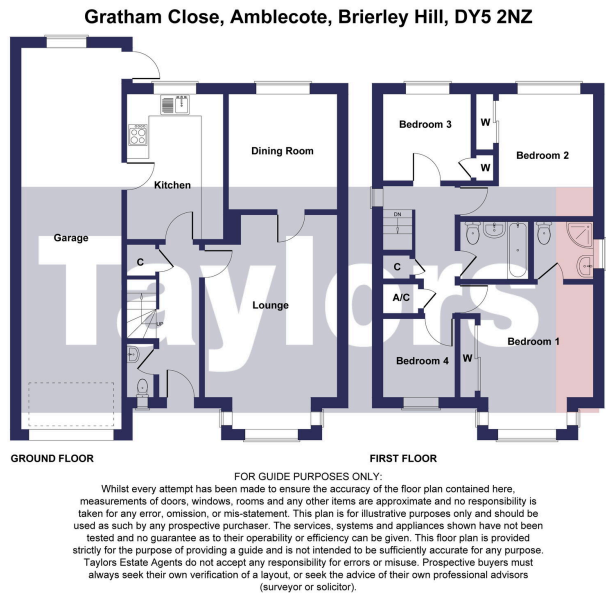 Gratham Close, Amblecote, Brierley Hill, DY5 2NZ
Kitchen
Dining Room
Garage
C
Lounge
UP
Bedroom 3
W
W
Bedroom 2
DN
C
A/C
Bedroom 4
W
Bedroom 1
Taylors
GROUND FLOOR
FIRST FLOOR
FOR GUIDE PURPOSES ONLY:
Whilst every attempt has been made to ensure the accuracy of the floor plan contained here,
measurements of doors, windows, rooms and any other items are approximate and no responsibility is
taken for any error, omission, or mis-statement. This plan is for illustrative purposes only and should be
used as such by any prospective purchaser. The services, systems and appliances shown have not been
tested and no guarantee as to their operability or efficiency can be given. This floor plan is provided
strictly for the purpose of providing a guide and is not intended to be sufficiently accurate for any purpose.
Taylors Estate Agents do not accept any responsibility for errors or misuse. Prospective buyers must
always seek their own verification of a layout, or seek the advice of their own professional advisors
(surveyor or solicitor).